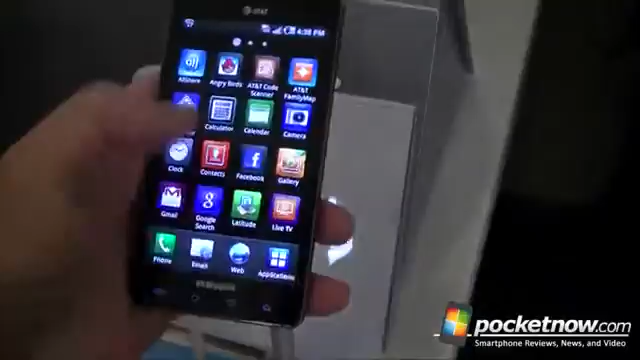 AT&T
4:38 PM
AllShare
Angry Birds
AT&T Code Scanner
AT&T FamilyMap
Calculator
Calendar
Camera
Clock
Contacts
Facebook
Gallery
Gmail
Google Search
Latitude
Live TV
Phone
Email
Web
pocketnow.com
Smartphone Reviews, News, and Video